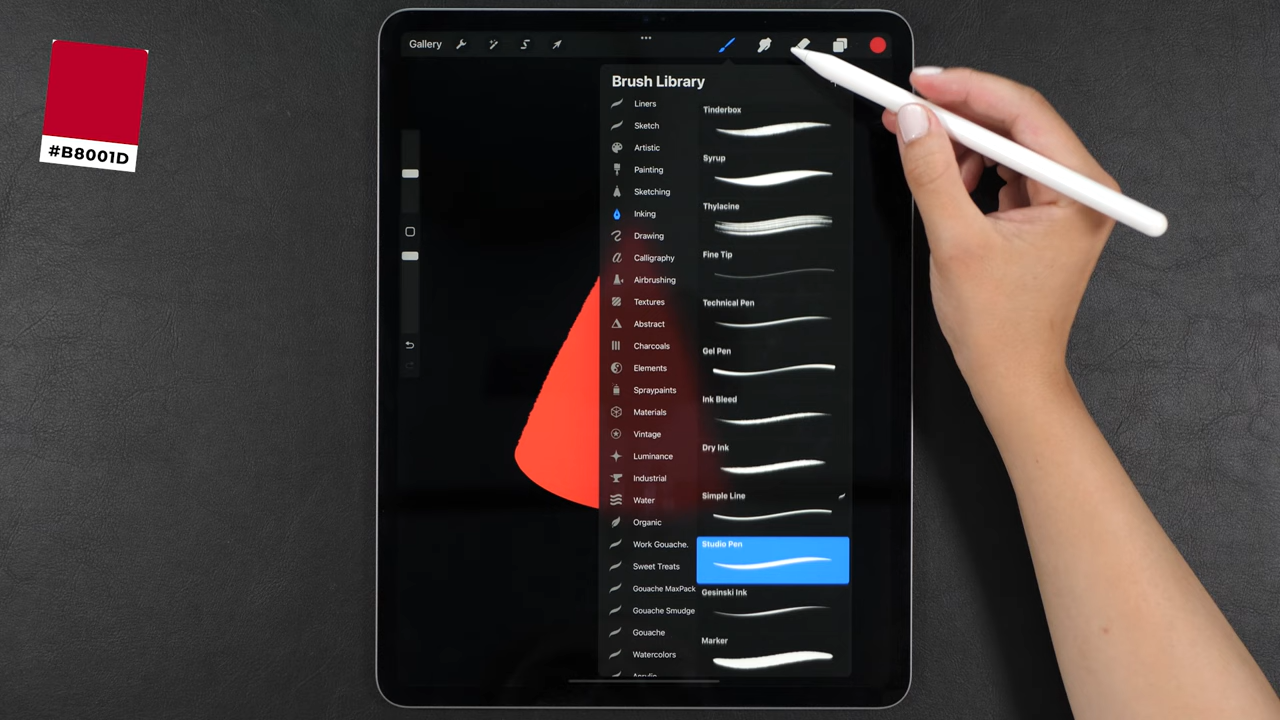 #B8001D
Gallery
Brush Library
Liners
Sketch
Artistic
Painting
Sketching
Inking
Drawing
Calligraphy
Airbrushing
Textures
Abstract
Charcoals
Elements
Spraypaints
Materials
Vintage
Luminance
Industrial
Water
Organic
Work Gouache.
Sweet Treats
Gouache MaxPack
Gouache Smudge
Gouache
Watercolors
Acrylic
Tinderbox
Syrup
Thylacine
Fine Tip
Technical Pen
Gel Pen
Ink Bleed
Dry Ink
Simple Line
Studio Pen
Gesinski Ink
Marker